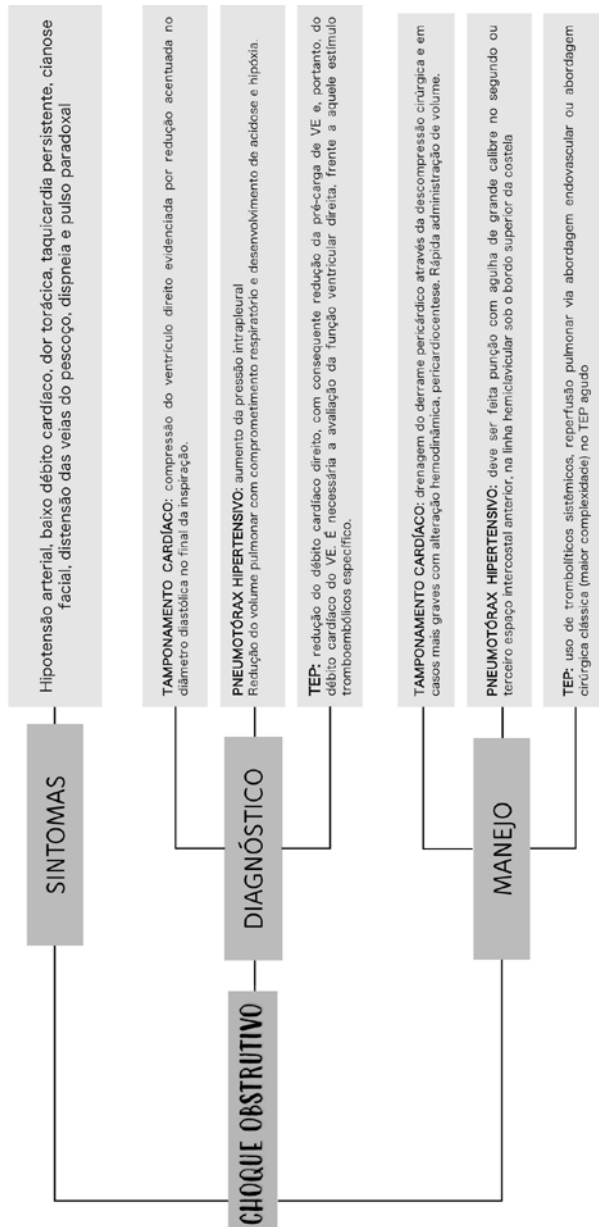 CHOQUE OBSTRUTIVO
SINTOMAS
Hipotensão arterial, baixo débito cardíaco, dor torácica, taquicardia persistente, cianose
facial, distensão das veias do pescoço, dispneia e pulso paradoxal
DIAGNÓSTICO
TAMPONAMENTO CARDÍACO: compressão do ventrículo direito evidenciada por redução acentuada no
diâmetro diastólica no final da inspiração.
PNEUMOTÓRAX HIPERTENSIVO: aumento da pressão intrapleural
Redução do volume pulmonar com comprometimento respiratório e desenvolvimento de acidose e hipóxia.
TEP: redução do débito cardíaco direito, com consequente redução da pré-carga de VE e, portanto, do
débito cardíaco do VE. É necessária a avaliação da função ventricular direita, frente a aquele estímulo
tromboembólicos específico.
MANEJO
TAMPONAMENTO CARDÍACO: drenagem do derrame pericárdico através da descompressão cirúrgica e em
casos mais graves com alteração hemodinâmica, pericardiocentese. Rápida administração de volume.
PNEUMOTÓRAX HIPERTENSIVO: deve ser feita punção com agulha de grande calibre no segundo ou
terceiro espaço intercostal anterior, na linha hemiclavicular sob o bordo superior da costela
TEP: uso de trombolíticos sistêmicos, reperfusão pulmonar via abordagem endovascular ou abordagem
cirúrgica clássica (maior complexidade) no TEP agudo